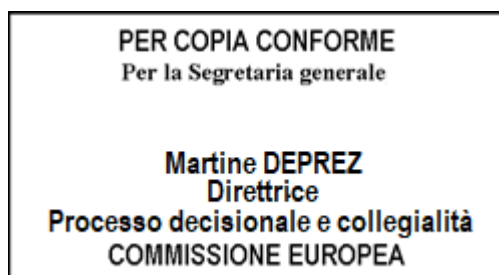 PER COPIA CONFORME
Per la Segretaria generale
Martine DEPREZ
Direttrice
Processo decisionale e collegialità
COMMISSIONE EUROPEA